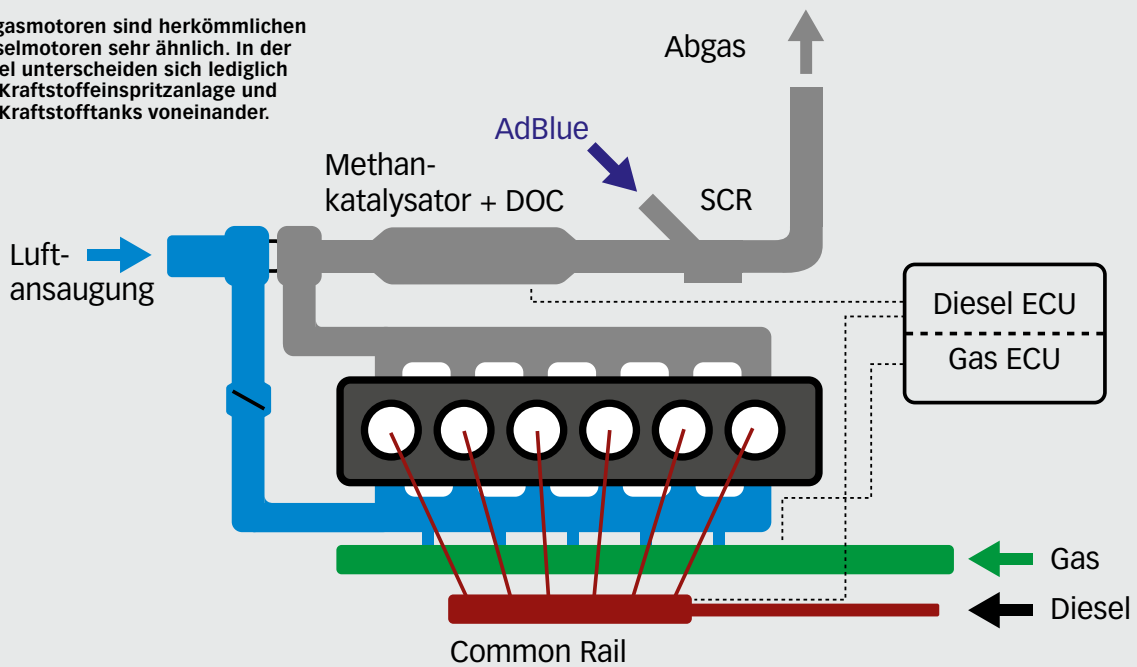 gasmotoren sind herkömmlichen
selmotoren sehr ähnlich. In der
el unterscheiden sich lediglich
Kraftstoffeinspritzanlage und
Kraftstofftanks voneinander.
Abgas
AdBlue
Methan-
katalysator + DOC
SCR
Luft-
ansaugung
Diesel ECU
Gas ECU
Gas
Diesel
Common Rail